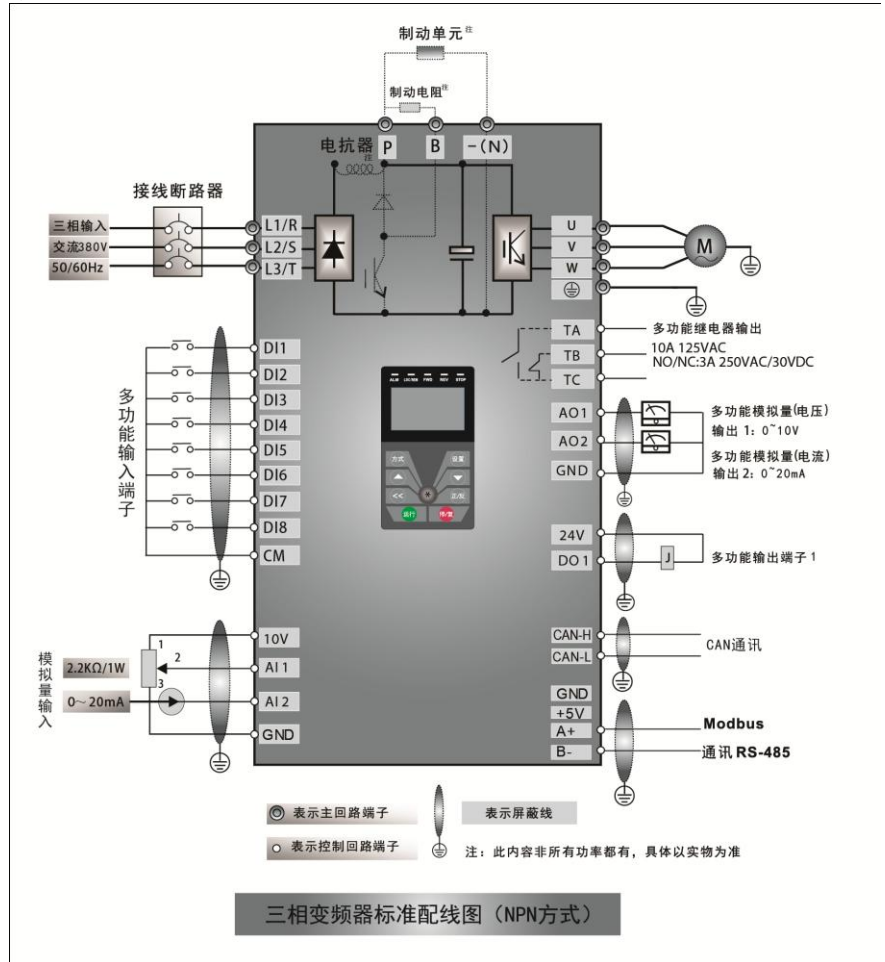 制动单元注
制动电阻注
电抗器 P B -(N)
注
接线断路器
三相输入
交流380V
50/60Hz
L1/R
L2/S
L3/T
U
V
W
M
TA
TB
TC
多功能继电器输出
10A 125VAC
NO/NC:3A 250VAC/30VDC
多功能输入端子
DI1
DI2
DI3
DI4
DI5
DI6
DI7
DI8
CM
ALM LOC/REM FWD REV STOP
方式 设置
<< 正/反
运行 停/复
AO1
AO2
GND
多功能模拟量(电压)
输出 1: 0~10V
多功能模拟量(电流)
输出 2: 0~20mA
24V
DO 1
J
多功能输出端子 1
模拟量输入
2.2KΩ/1W
0~20mA
1
2
3
10V
AI 1
AI 2
GND
CAN-H
CAN-L
CAN通讯
GND
+5V
A+
B-
Modbus
通讯 RS-485
表示主回路端子
表示屏蔽线
表示控制回路端子
注：此内容非所有功率都有，具体以实物为准
三相变频器标准配线图（NPN方式）